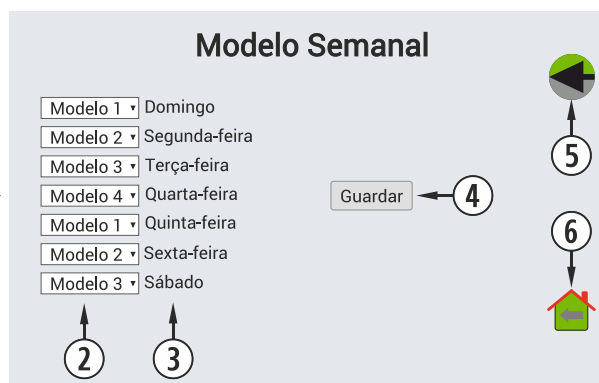 Modelo Semanal
Modelo 1 Domingo
Modelo 2 Segunda-feira
Modelo 3 Terça-feira
Modelo 4 Quarta-feira
Modelo 1 Quinta-feira
Modelo 2 Sexta-feira
Modelo 3 Sábado
Guardar
4
5
6
2
3